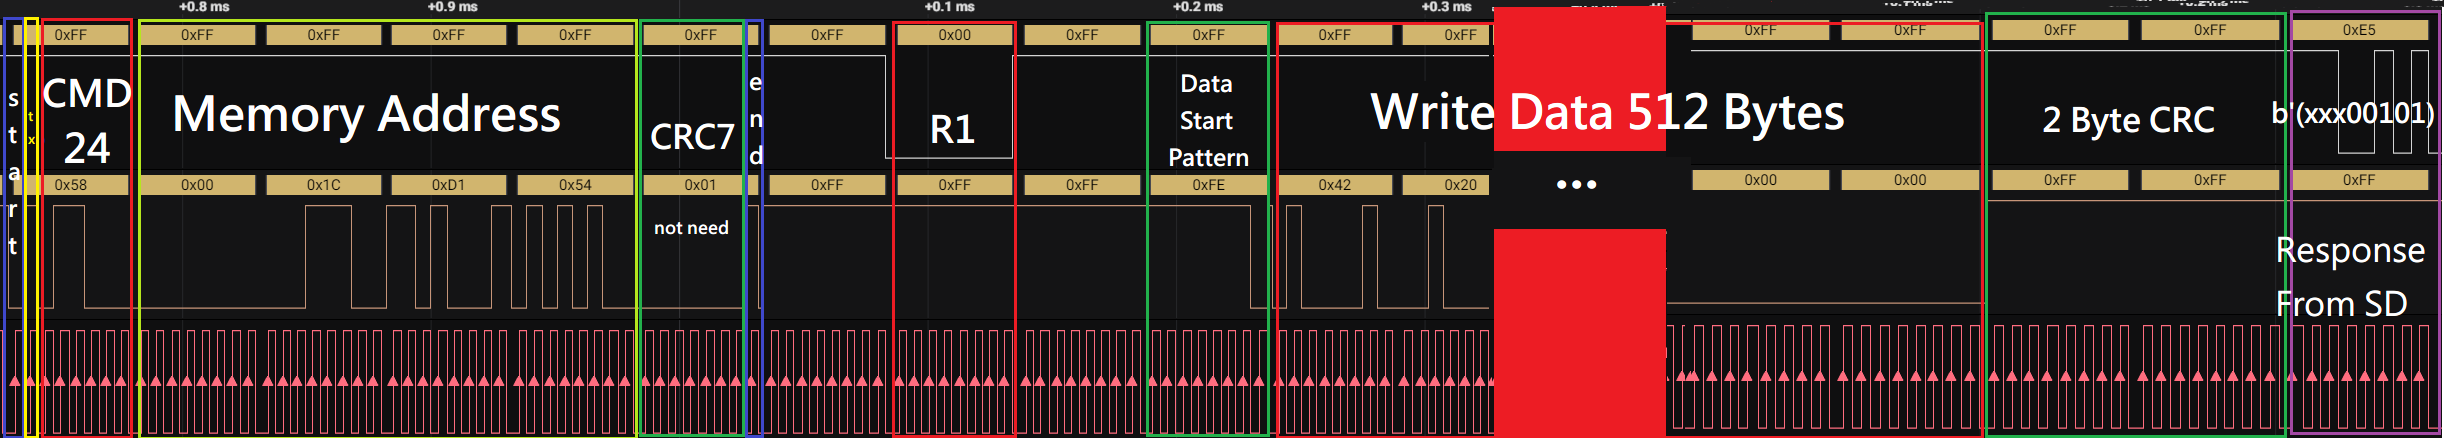 +0.8 ms +0.9 ms +0.1 ms +0.2 ms +0.3 ms
0xFF 0xFF 0xFF 0xFF 0xFF 0xFF 0xFF 0x00 0xFF 0xFF 0xFF 0xFF 0xFF 0xFF 0xFF 0xFF 0xE5
start
tx
CMD
24
Memory Address
CRC7
end
R1
Data
Start
Pattern
Write Data 512 Bytes
2 Byte CRC
b'(xxx00101)
0x58 0x00 0x1C 0xD1 0x54 0x01 0xFF 0xFF 0xFF 0xFE 0x42 0x20 ... 0x00 0x00 0xFF 0xFF 0xFF
not need
Response
From SD